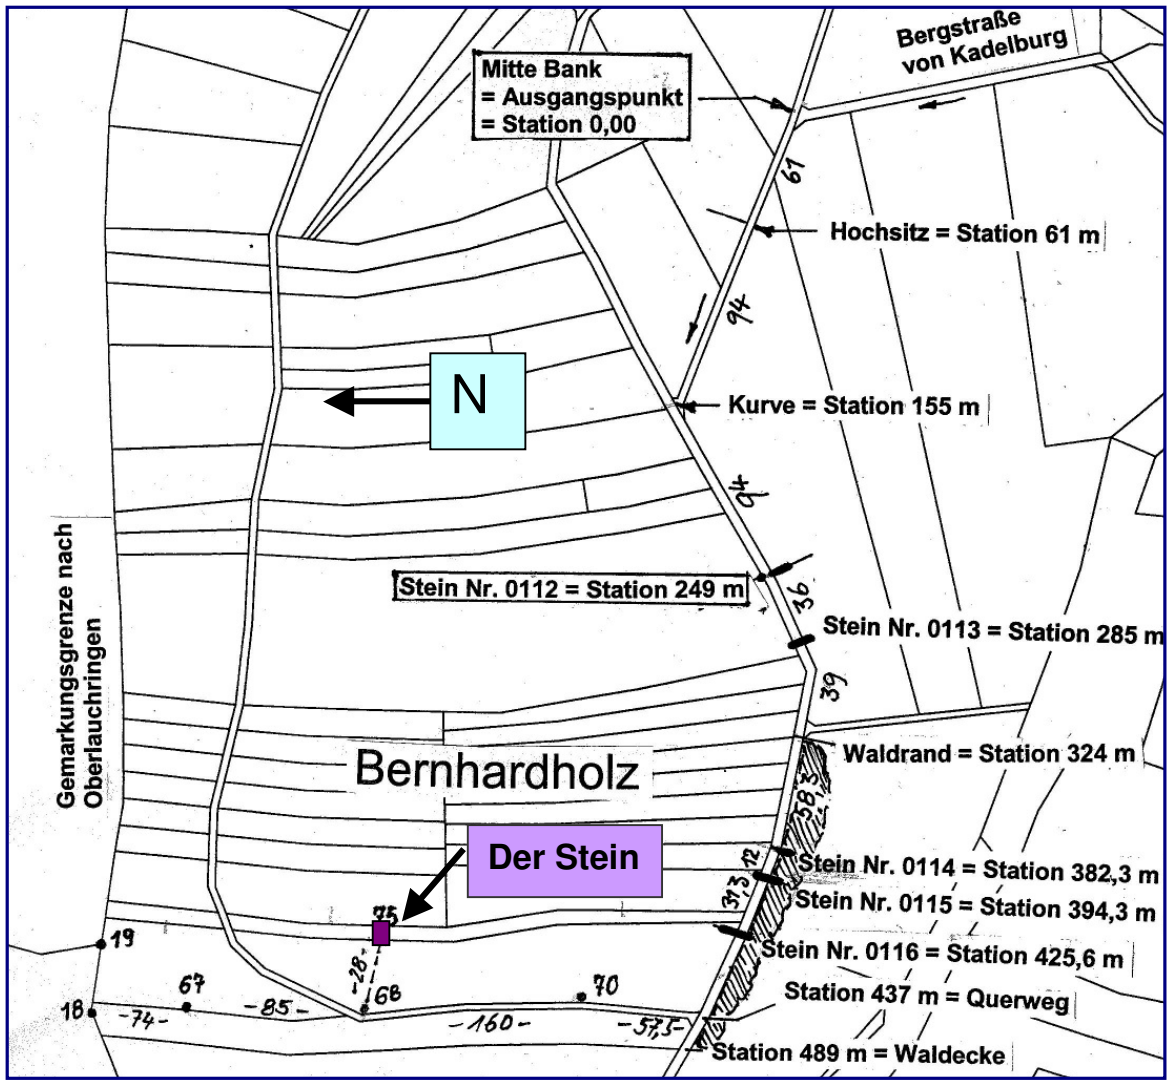 Bergstraße
von Kadelburg
Mitte Bank
= Ausgangspunkt
= Station 0,00
61
Hochsitz = Station 61 m
94
N
Kurve = Station 155 m
94
Stein Nr. 0112 = Station 249 m
36
Stein Nr. 0113 = Station 285 m
39
Gemarkungsgrenze nach
Oberlauchringen
Waldrand = Station 324 m
Bernhardholz
58,3
Der Stein
12
Stein Nr. 0114 = Station 382,3 m
31,3
Stein Nr. 0115 = Station 394,3 m
75
19
Stein Nr. 0116 = Station 425,6 m
-28-
67
68
70
Station 437 m = Querweg
18
-74-
-85-
-160-
-57,5-
Station 489 m = Waldecke